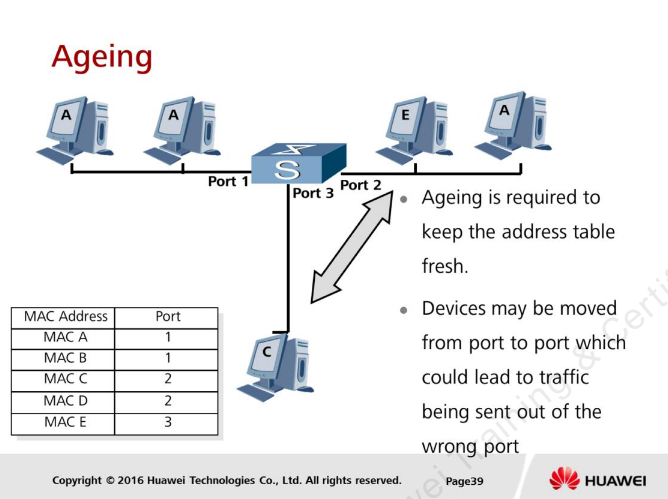 Ageing
A
A
E
A
S
Port 1
Port 2
Port 3
Ageing is required to
keep the address table
fresh.
Devices may be moved
from port to port which
could lead to traffic
being sent out of the
wrong port
C
MAC Address Port
MAC A 1
MAC B 1
MAC C 2
MAC D 2
MAC E 3
Copyright © 2016 Huawei Technologies Co., Ltd. All rights reserved.
Page39
HUAWEI